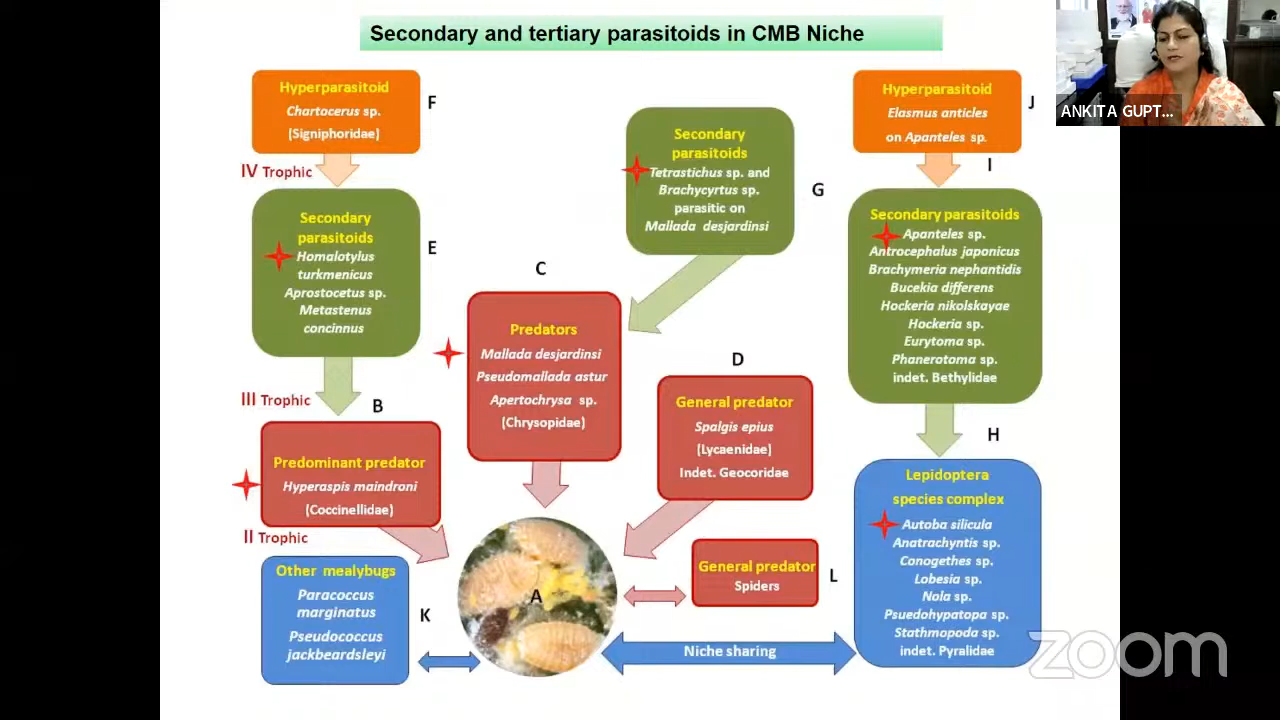 Secondary and tertiary parasitoids in CMB Niche
Hyperparasitoid
Chartocerus sp.
(Signiphoridae)
F
IV Trophic
Secondary
parasitoids
Homalotylus
turkmenicus
Aprostocetus sp.
Metastenus
concinnus
E
III Trophic
B
Predominant predator
Hyperaspis maindroni
(Coccinellidae)
II Trophic
Other mealybugs
Paracoccus
marginatus
Pseudococcus
jackbeardsleyi
K
C
Predators
Mallada desjardinsi
Pseudomallada astur
Apertochrysa sp.
(Chrysopidae)
A
Secondary
parasitoids
Tetrastichus sp. and
Brachycyrtus sp.
parasitic on
Mallada desjardinsi
G
D
General predator
Spalgis epius
(Lycaenidae)
Indet. Geocoridae
General predator
Spiders
L
Niche sharing
Hyperparasitoid
Elasmus anticles
on Apanteles sp.
J
I
Secondary parasitoids
Apanteles sp.
Antrocephalus japonicus
Brachymeria nephantidis
Bucekia differens
Hockeria nikolskayae
Hockeria sp.
Eurytoma sp.
Phanerotoma sp.
indet. Bethylidae
H
Lepidoptera
species complex
Autoba silicula
Anatrachyntis sp.
Conogethes sp.
Lobesia sp.
Nola sp.
Psuedohypatopa sp.
Stathmopoda sp.
indet. Pyralidae
ANKITA GUPT...
zoom